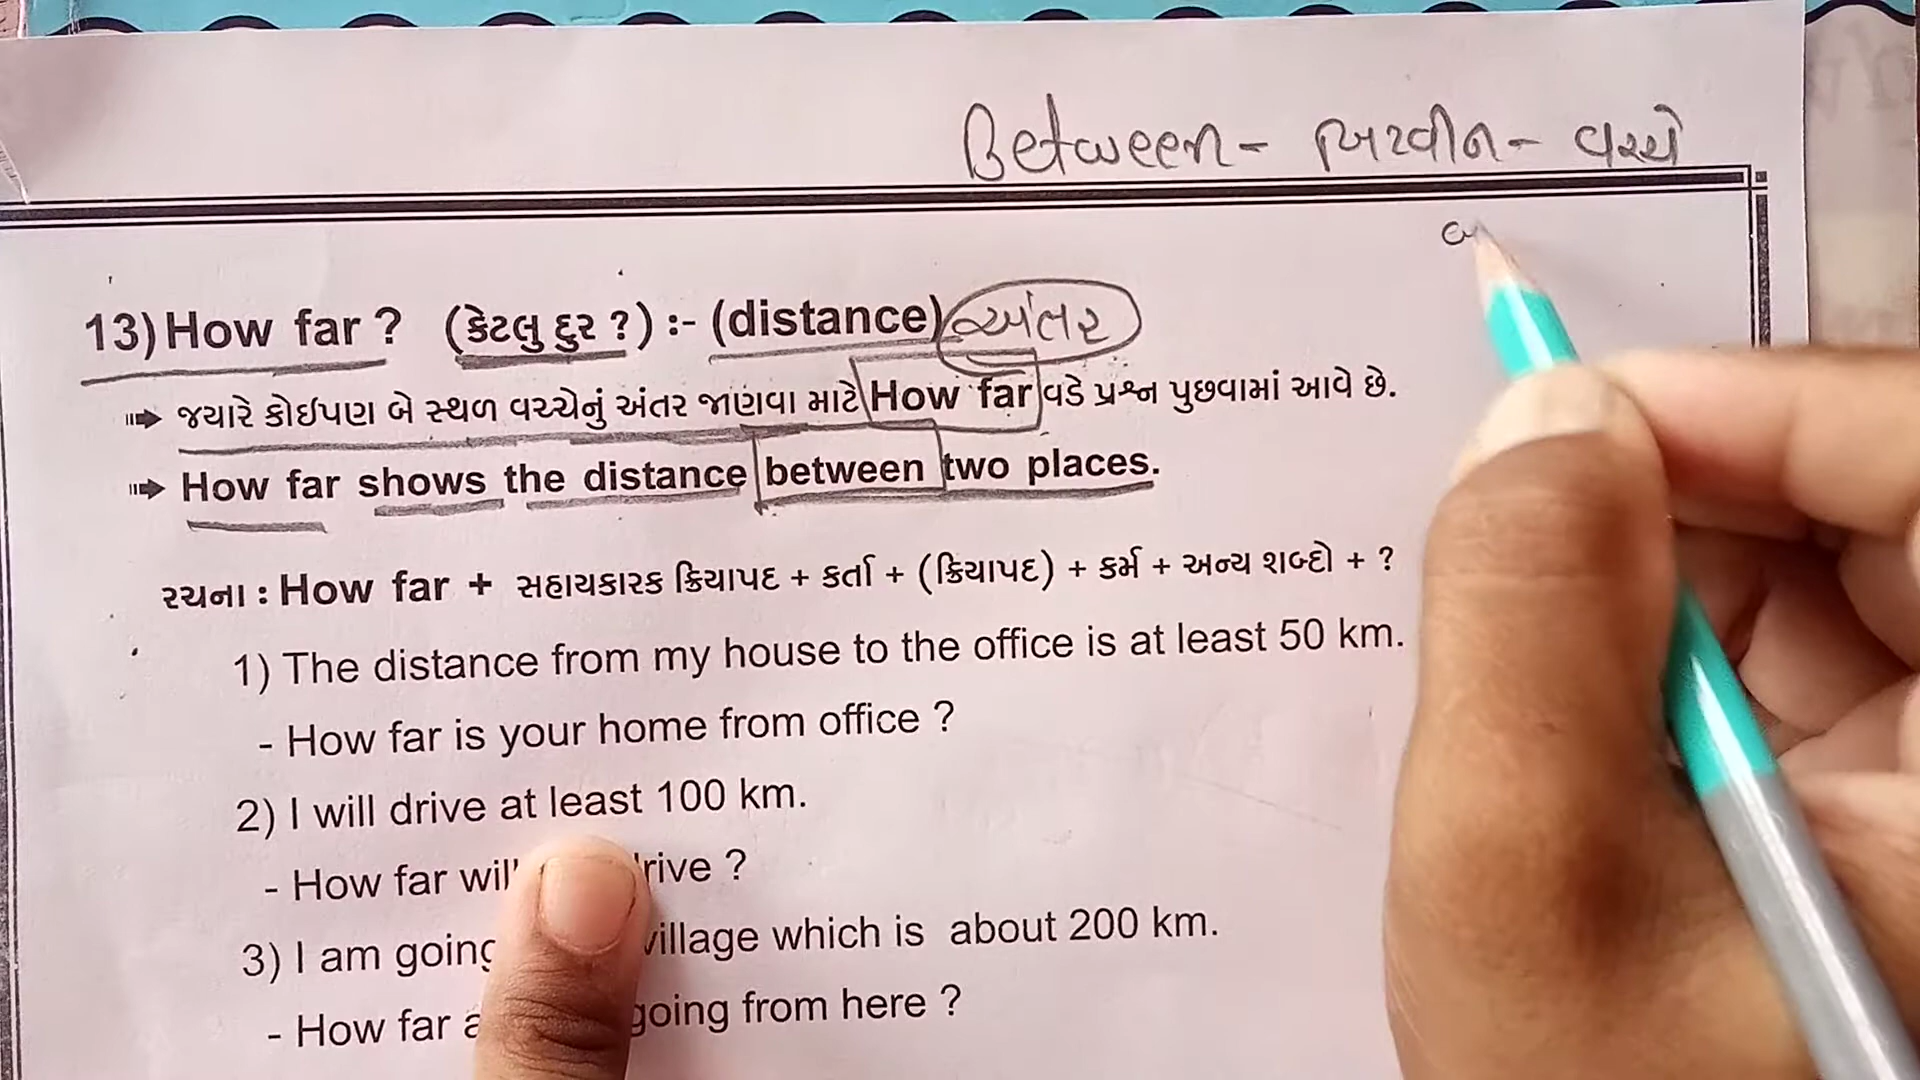 Between - બિટવીન - વચ્ચે
13) How far ? (કેટલુ દુર ?) :- (distance) અંતર
જયારે કોઈપણ બે સ્થળ વચ્ચેનું અંતર જાણવા માટે How far વડે પ્રશ્ન પુછવામાં આવે છે.
How far shows the distance between two places.
રચના : How far + સહાયકારક ક્રિયાપદ + કર્તા + (ક્રિયાપદ) + કર્મ + અન્ય શબ્દો + ?
1) The distance from my house to the office is at least 50 km.
- How far is your home from office ?
2) I will drive at least 100 km.
- How far will drive ?
3) I am going village which is about 200 km.
- How far going from here ?